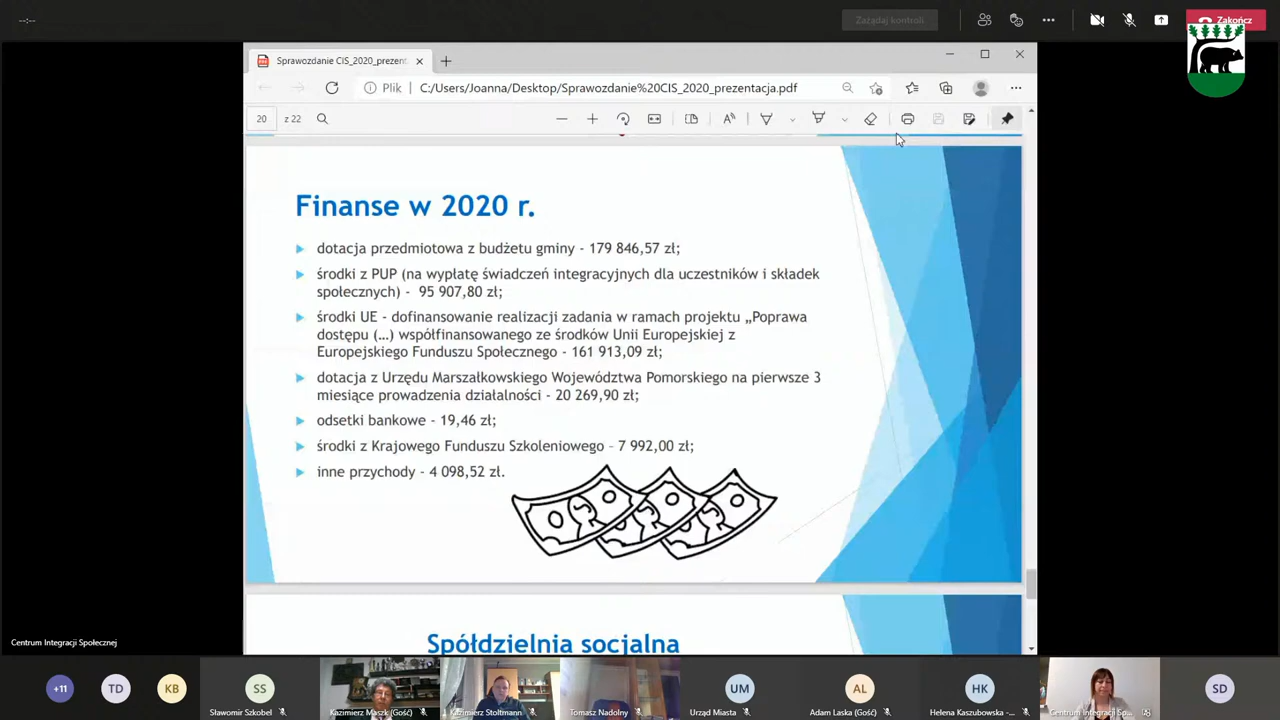 --:--
Zażądaj kontroli
Zakończ
Sprawozdanie CIS_2020_prezent
Plik
C:/Users/Joanna/Desktop/Sprawozdanie%20CIS_2020_prezentacja.pdf
20 z 22
Finanse w 2020 r.
dotacja przedmiotowa z budżetu gminy - 179 846,57 zł;
środki z PUP (na wypłatę świadczeń integracyjnych dla uczestników i składek
społecznych) - 95 907,80 zł;
środki UE - dofinansowanie realizacji zadania w ramach projektu „Poprawa
dostępu (…) współfinansowanego ze środków Unii Europejskiej z
Europejskiego Funduszu Społecznego - 161 913,09 zł;
dotacja z Urzędu Marszałkowskiego Województwa Pomorskiego na pierwsze 3
miesiące prowadzenia działalności - 20 269,90 zł;
odsetki bankowe - 19,46 zł;
środki z Krajowego Funduszu Szkoleniowego – 7 992,00 zł;
inne przychody - 4 098,52 zł.
Spółdzielnia socjalna
Centrum Integracji Społecznej
+11
TD
KB
SS
Sławomir Szkobel
Kazimierz Maszk (Gość)
Kazimierz Stoltmann
Tomasz Nadolny
UM
Urząd Miasta
AL
Adam Laska (Gość)
HK
Helena Kaszubowska -...
Centrum Integracji Sp...
SD